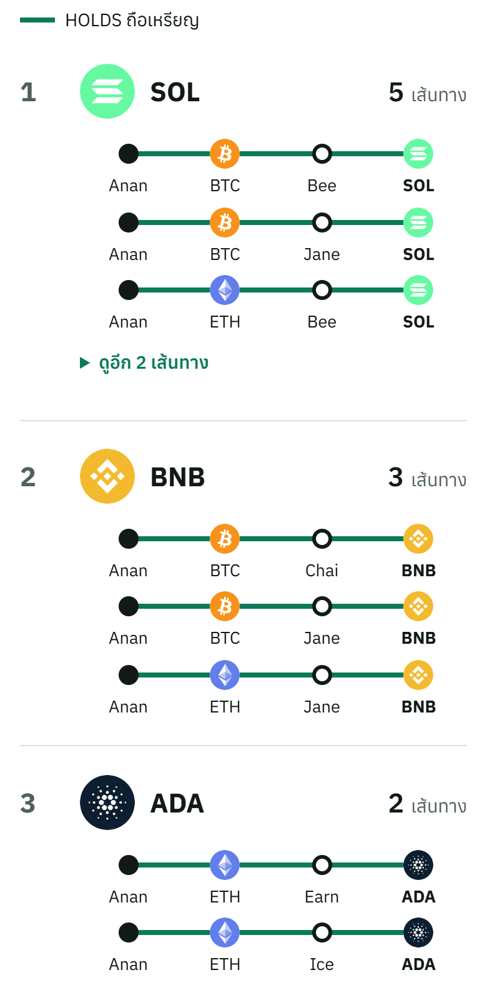 HOLDS ถือเหรียญ
1 SOL 5 เส้นทาง
Anan BTC Bee SOL
Anan BTC Jane SOL
Anan ETH Bee SOL
ดูอีก 2 เส้นทาง
2 BNB 3 เส้นทาง
Anan BTC Chai BNB
Anan BTC Jane BNB
Anan ETH Jane BNB
3 ADA 2 เส้นทาง
Anan ETH Earn ADA
Anan ETH Ice ADA